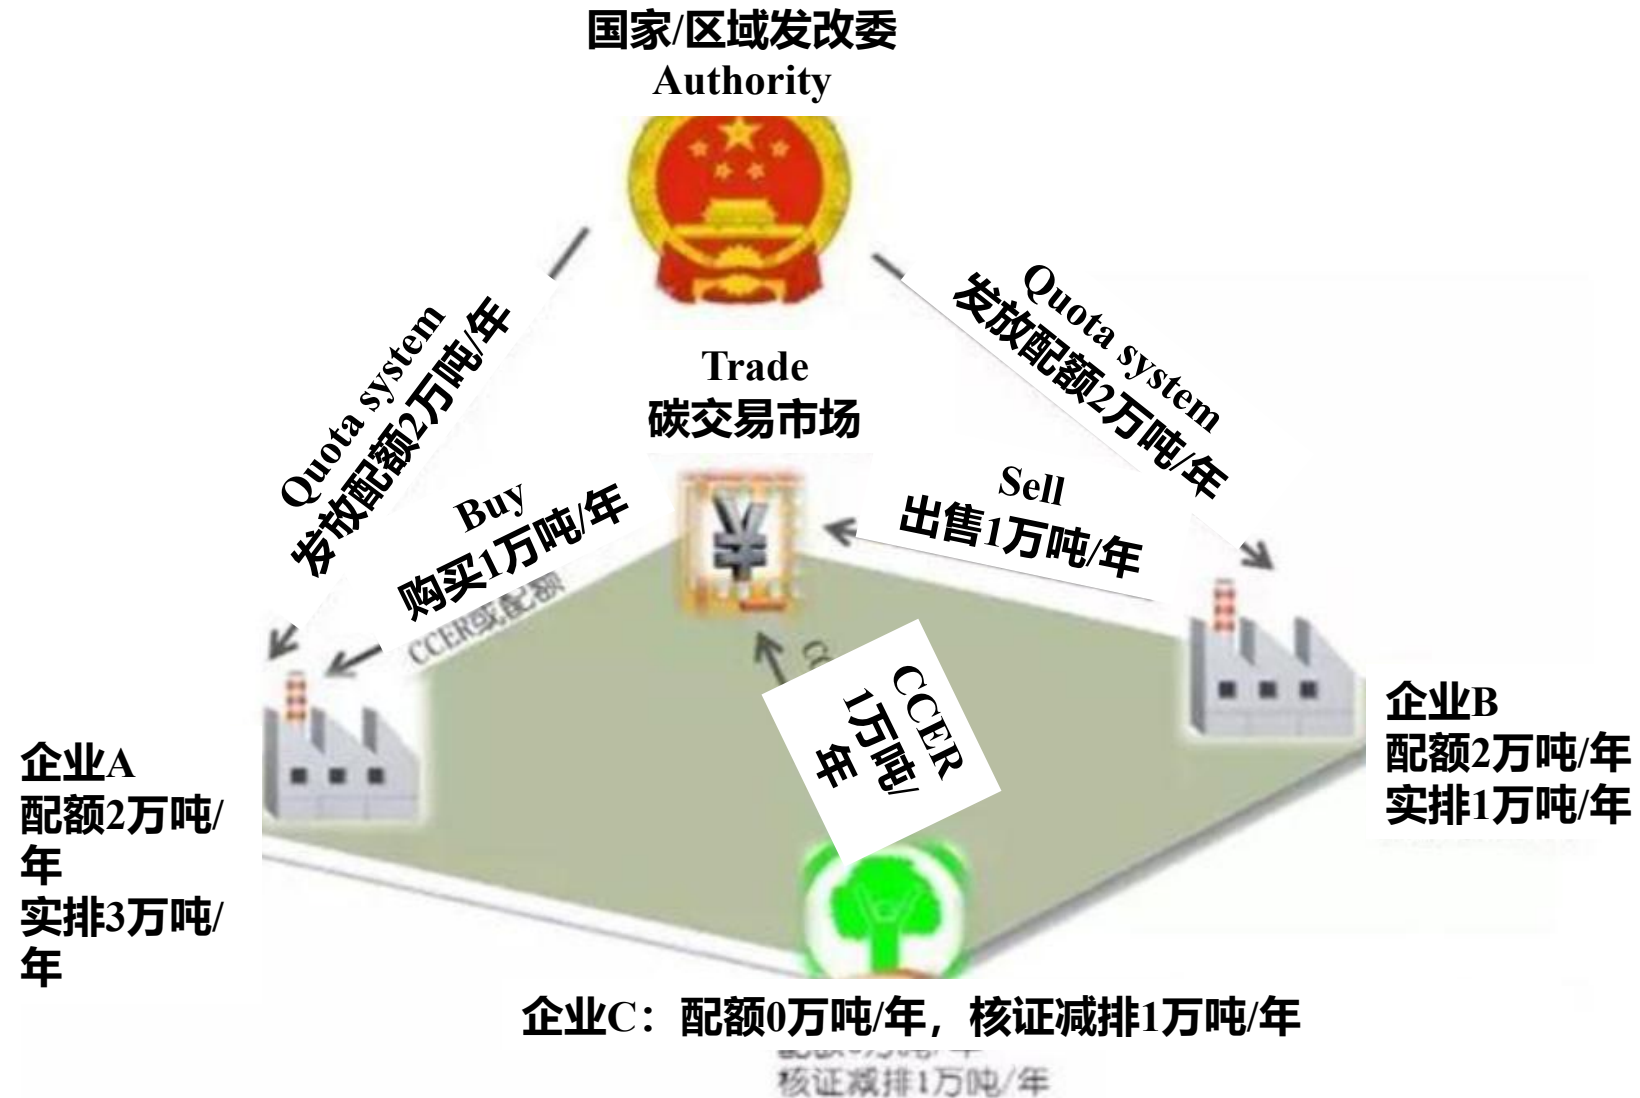 国家/区域发改委
Authority
Quota system
发放配额2万吨/年
Quota system
发放配额2万吨/年
Trade
碳交易市场
Buy
购买1万吨/年
CCER或配额
Sell
出售1万吨/年
¥
CCER
1万吨/
年
企业A
配额2万吨/
年
实排3万吨/
年
企业B
配额2万吨/年
实排1万吨/年
企业C：配额0万吨/年，核证减排1万吨/年
核证减排1万吨/年